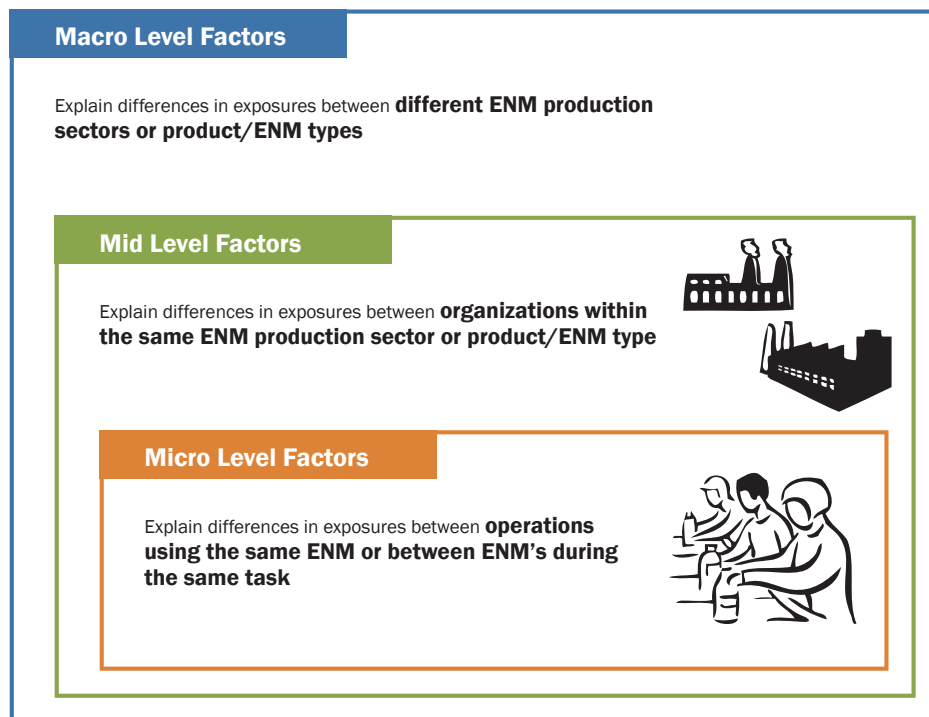 Macro Level Factors
Explain differences in exposures between different ENM production
sectors or product/ENM types
Mid Level Factors
Explain differences in exposures between organizations within
the same ENM production sector or product/ENM type
Micro Level Factors
Explain differences in exposures between operations
using the same ENM or between ENM's during
the same task